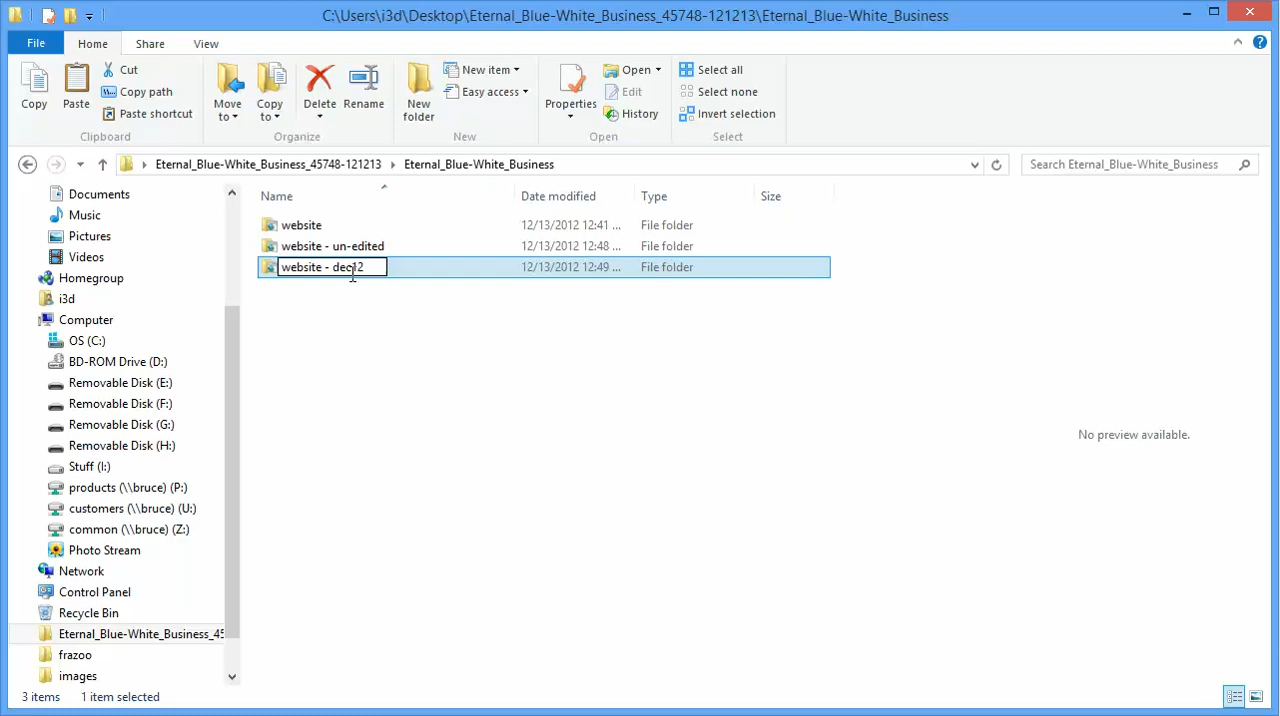 C:\Users\i3d\Desktop\Eternal_Blue-White_Business_45748-121213\Eternal_Blue-White_Business
File Home Share View
Copy Paste Cut Copy path Paste shortcut Clipboard
Move to Copy to Delete Rename Organize
New folder New item Easy access New
Properties Open Edit History Open
Select all Select none Invert selection Select
Eternal_Blue-White_Business_45748-121213 Eternal_Blue-White_Business Search Eternal_Blue-White_Business
Documents
Music
Pictures
Videos
Homegroup
i3d
Computer
OS (C:)
BD-ROM Drive (D:)
Removable Disk (E:)
Removable Disk (F:)
Removable Disk (G:)
Removable Disk (H:)
Stuff (I:)
products (\\bruce) (P:)
customers (\\bruce) (U:)
common (\\bruce) (Z:)
Photo Stream
Network
Control Panel
Recycle Bin
Eternal_Blue-White_Business_45
frazoo
images
Name Date modified Type Size
website 12/13/2012 12:41 ... File folder
website - un-edited 12/13/2012 12:48 ... File folder
website - dec12 12/13/2012 12:49 ... File folder
No preview available.
3 items 1 item selected